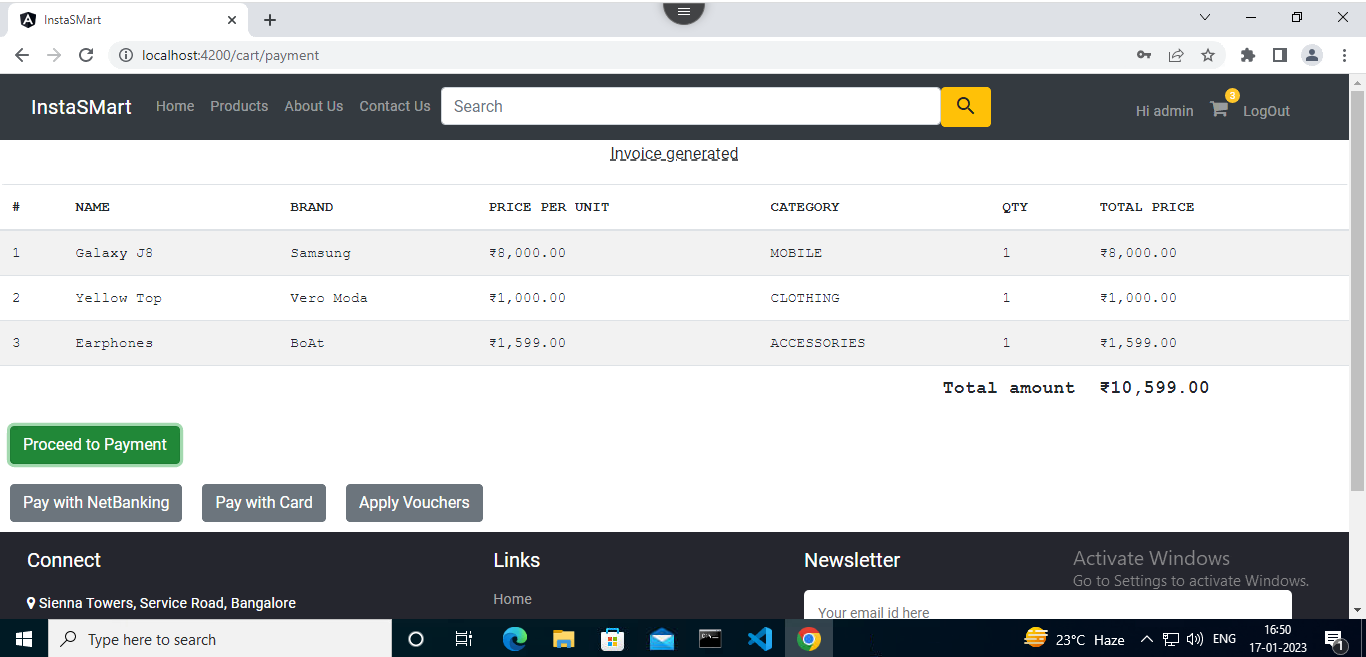 InstaSMart
localhost:4200/cart/payment
InstaSMart Home Products About Us Contact Us Search Hi admin 3 LogOut
Invoice generated
# NAME BRAND PRICE PER UNIT CATEGORY QTY TOTAL PRICE
1 Galaxy J8 Samsung ₹8,000.00 MOBILE 1 ₹8,000.00
2 Yellow Top Vero Moda ₹1,000.00 CLOTHING 1 ₹1,000.00
3 Earphones BoAt ₹1,599.00 ACCESSORIES 1 ₹1,599.00
Total amount ₹10,599.00
Proceed to Payment
Pay with NetBanking Pay with Card Apply Vouchers
Connect Links Newsletter
Activate Windows
Go to Settings to activate Windows.
Sienna Towers, Service Road, Bangalore Home Your email id here
Type here to search 23°C Haze ENG 16:50
17-01-2023 1